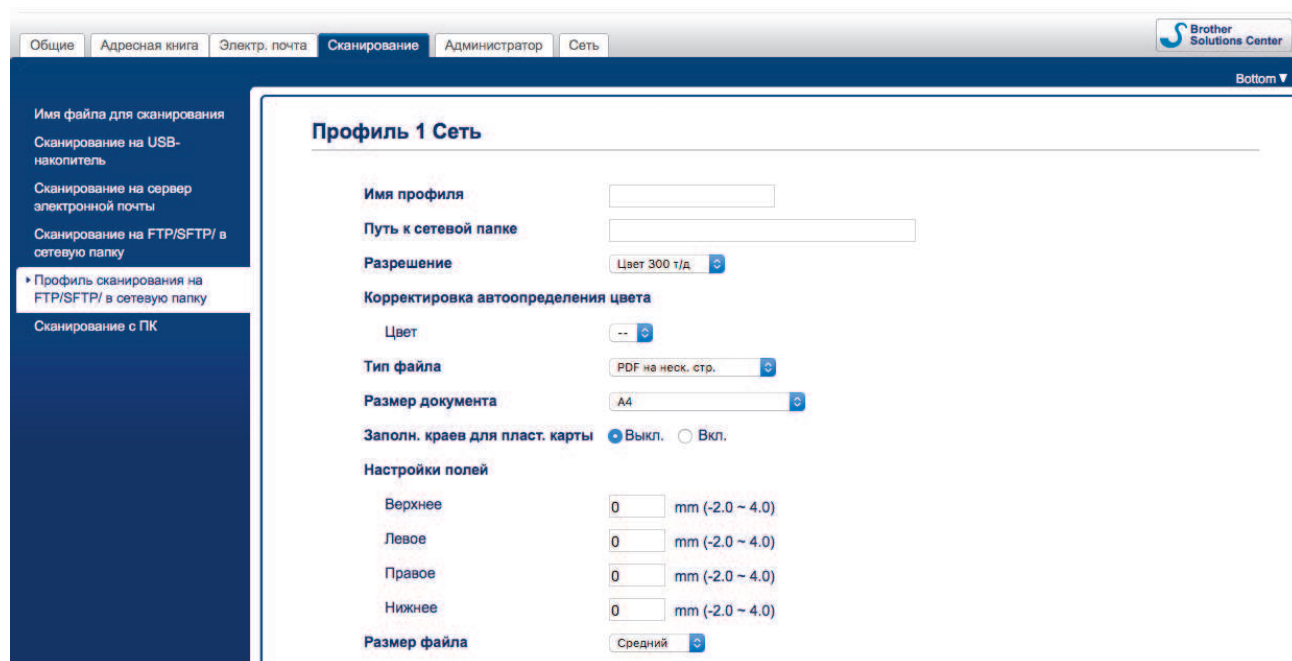 Общие Адресная книга Электр. почта Сканирование Администратор Сеть
Brother
Solutions Center
Bottom ▼
Имя файла для сканирования
Сканирование на USB-
накопитель
Сканирование на сервер
электронной почты
Сканирование на FTP/SFTP/ в
сетевую папку
Профиль сканирования на
FTP/SFTP/ в сетевую папку
Сканирование с ПК
Профиль 1 Сеть
Имя профиля
Путь к сетевой папке
Разрешение Цвет 300 т/д
Корректировка автоопределения цвета
Цвет --
Тип файла PDF на неск. стр.
Размер документа A4
Заполн. краев для пласт. карты Выкл. Вкл.
Настройки полей
Верхнее 0 mm (-2.0 ~ 4.0)
Левое 0 mm (-2.0 ~ 4.0)
Правое 0 mm (-2.0 ~ 4.0)
Нижнее 0 mm (-2.0 ~ 4.0)
Размер файла Средний